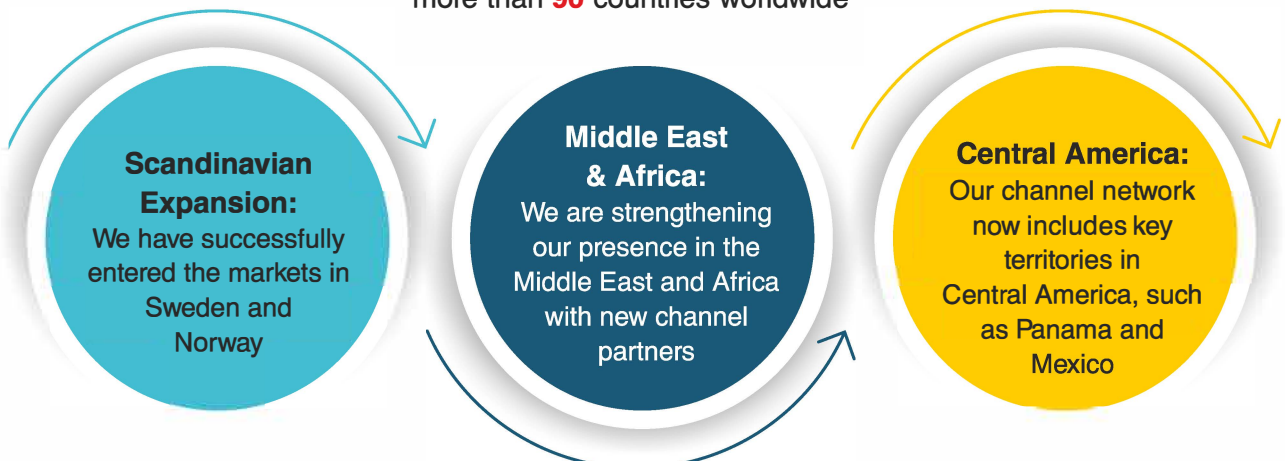 more than 90 countries worldwide
Scandinavian
Expansion:
We have successfully
entered the markets in
Sweden and
Norway
Middle East
& Africa:
We are strengthening
our presence in the
Middle East and Africa
with new channel
partners
Central America:
Our channel network
now includes key
territories in
Central America, such
as Panama and
Mexico